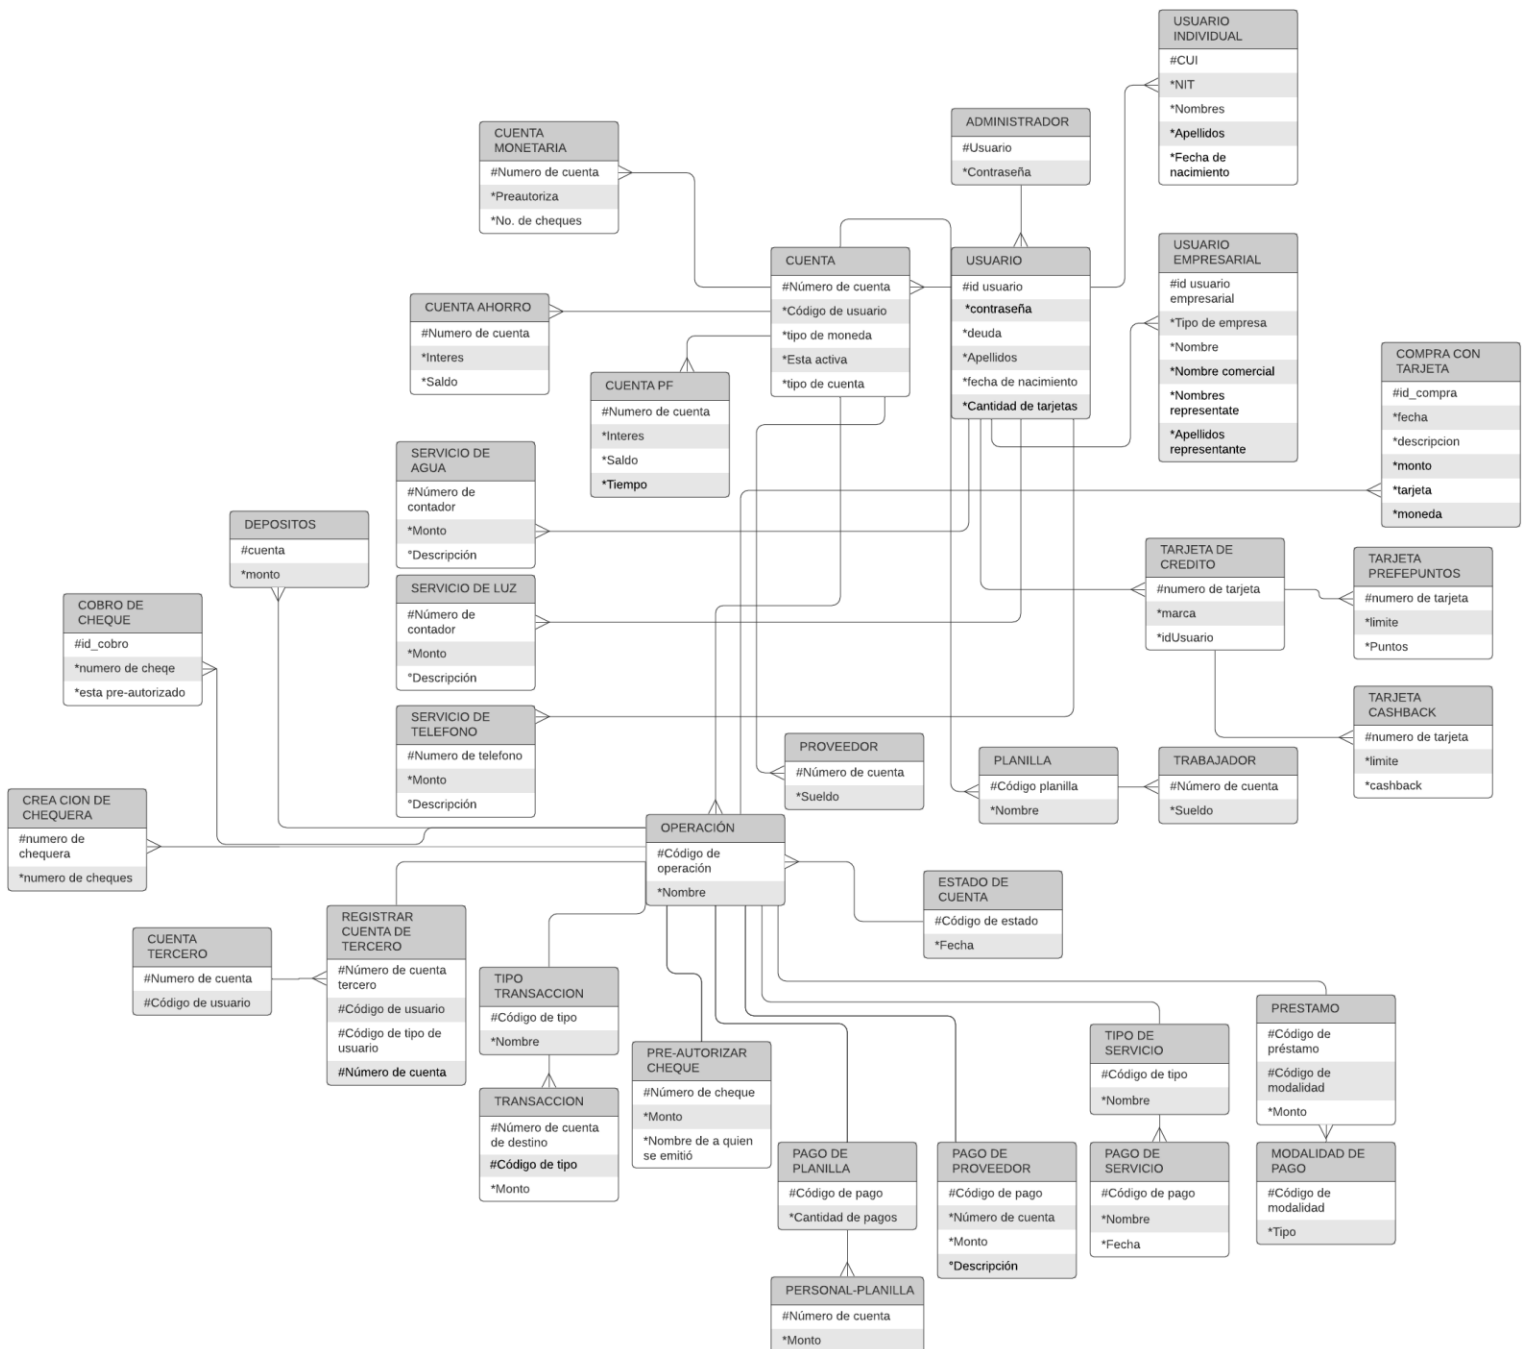 USUARIO
INDIVIDUAL
#CUI
*NIT
*Nombres
*Apellidos
*Fecha de
nacimiento
ADMINISTRADOR
#Usuario
*Contraseña
CUENTA
MONETARIA
#Numero de cuenta
*Preautoriza
*No. de cheques
CUENTA
#Número de cuenta
*Código de usuario
*tipo de moneda
*Esta activa
*tipo de cuenta
USUARIO
#id usuario
*contraseña
*deuda
*Apellidos
*fecha de nacimiento
*Cantidad de tarjetas
USUARIO
EMPRESARIAL
#id usuario
empresarial
*Tipo de empresa
*Nombre
*Nombre comercial
*Nombres
representate
*Apellidos
representante
CUENTA AHORRO
#Numero de cuenta
*Interes
*Saldo
CUENTA PF
#Numero de cuenta
*Interes
*Saldo
*Tiempo
COMPRA CON
TARJETA
#id_compra
*fecha
*descripcion
*monto
*tarjeta
*moneda
SERVICIO DE
AGUA
#Número de
contador
*Monto
°Descripción
DEPOSITOS
#cuenta
*monto
TARJETA DE
CREDITO
#numero de tarjeta
*marca
*idUsuario
TARJETA
PREFEPUNTOS
#numero de tarjeta
*limite
*Puntos
SERVICIO DE LUZ
#Número de
contador
*Monto
°Descripción
COBRO DE
CHEQUE
#id_cobro
*numero de cheqe
*esta pre-autorizado
TARJETA
CASHBACK
#numero de tarjeta
*limite
*cashback
SERVICIO DE
TELEFONO
#Numero de telefono
*Monto
°Descripción
PROVEEDOR
#Número de cuenta
*Sueldo
PLANILLA
#Código planilla
*Nombre
TRABAJADOR
#Número de cuenta
*Sueldo
CREA CION DE
CHEQUERA
#numero de
chequera
*numero de cheques
OPERACIÓN
#Código de
operación
*Nombre
ESTADO DE
CUENTA
#Código de estado
*Fecha
REGISTRAR
CUENTA DE
TERCERO
#Número de cuenta
tercero
#Código de usuario
#Código de tipo de
usuario
#Número de cuenta
CUENTA
TERCERO
#Numero de cuenta
#Código de usuario
TIPO
TRANSACCION
#Código de tipo
*Nombre
TRANSACCION
#Número de cuenta
de destino
#Código de tipo
*Monto
PRE-AUTORIZAR
CHEQUE
#Número de cheque
*Monto
*Nombre de a quien
se emitió
PAGO DE
PLANILLA
#Código de pago
*Cantidad de pagos
PERSONAL-PLANILLA
#Número de cuenta
*Monto
PAGO DE
PROVEEDOR
#Código de pago
*Número de cuenta
*Monto
°Descripción
TIPO DE
SERVICIO
#Código de tipo
*Nombre
PAGO DE
SERVICIO
#Código de pago
*Nombre
*Fecha
PRESTAMO
#Código de
préstamo
#Código de
modalidad
*Monto
MODALIDAD DE
PAGO
#Código de
modalidad
*Tipo